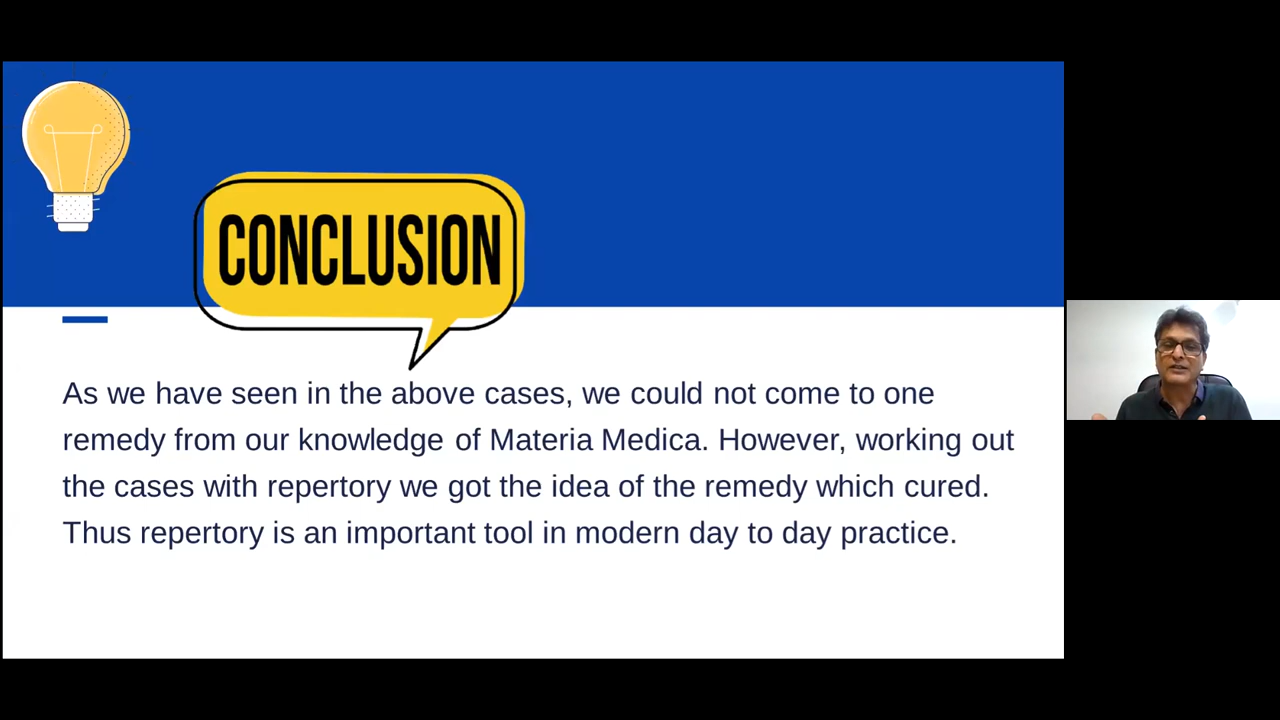 CONCLUSION
As we have seen in the above cases, we could not come to one
remedy from our knowledge of Materia Medica. However, working out
the cases with repertory we got the idea of the remedy which cured.
Thus repertory is an important tool in modern day to day practice.